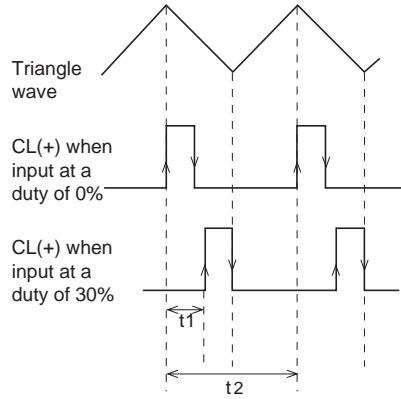 Triangle
wave
CL(+) when
input at a
duty of 0%
CL(+) when
input at a
duty of 30%
t1
t2